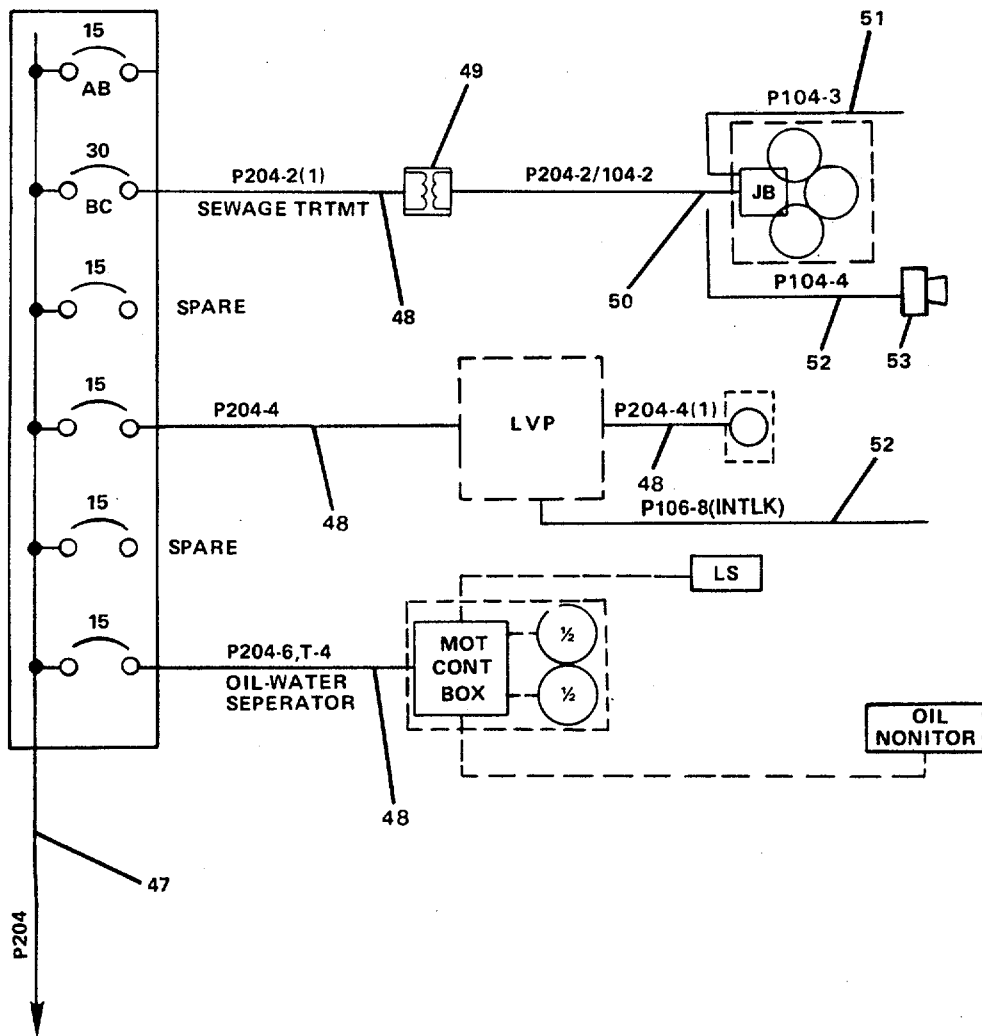 15
AB
51
49
P104-3
30
BC
P204-2(1)
SEWAGE TRTMT
P204-2/104-2
JB
15
SPARE
48
50
P104-4
52
53
15
P204-4
LVP
P204-4(1)
48
48
52
P106-8(INTLK)
15
SPARE
LS
15
P204-6,T-4
OIL-WATER
SEPERATOR
MOT
CONT
BOX
½
½
OIL
NONITOR
48
47
P204